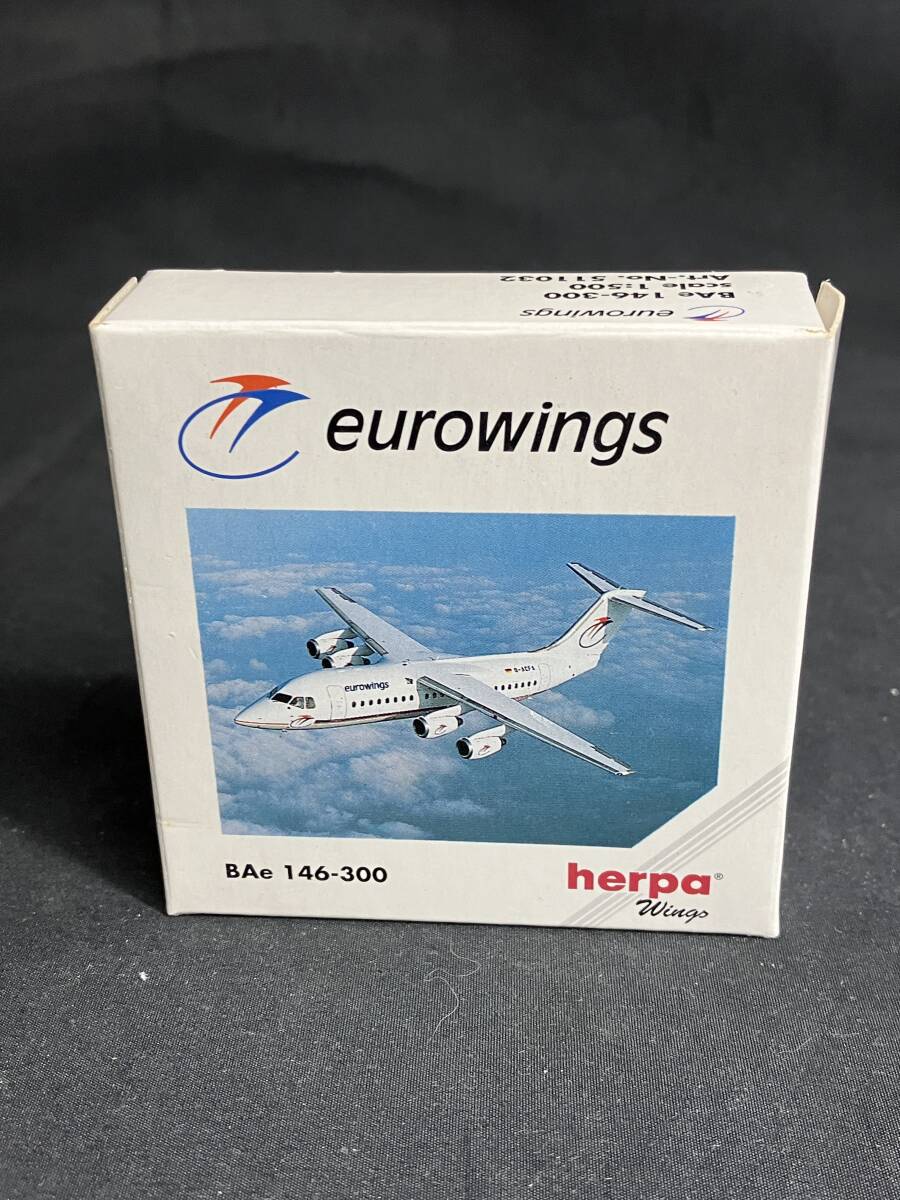 eurowings
BAe 146-300
scale 1:500
Art.-No. 511032
eurowings
eurowings
BAe 146-300
herpa®
Wings